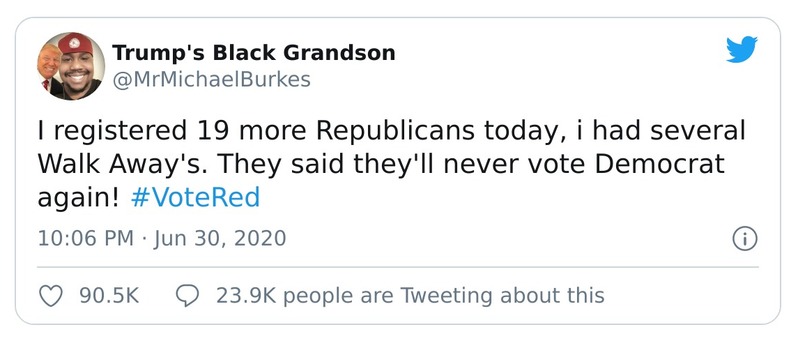 Trump's Black Grandson
@MrMichaelBurkes
I registered 19 more Republicans today, i had several
Walk Away's. They said they'll never vote Democrat
again! #VoteRed
10:06 PM · Jun 30, 2020
90.5K 23.9K people are Tweeting about this